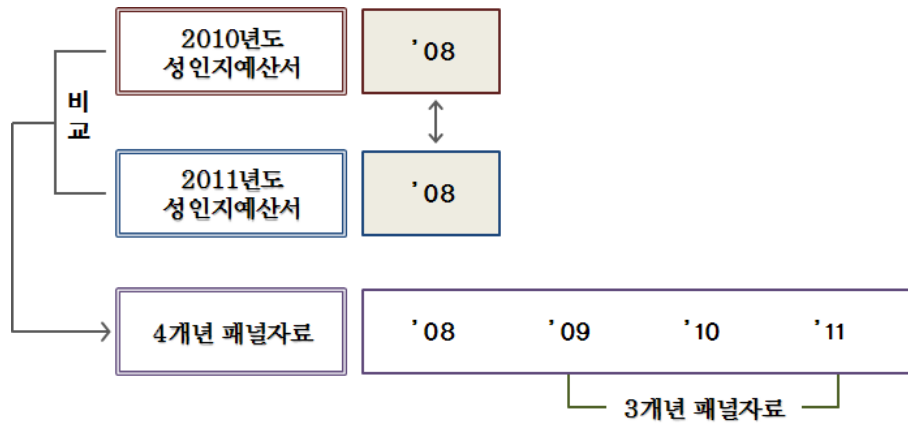 2010년도
성인지예산서
'08
비
교
2011년도
성인지예산서
'08
4개년 패널자료
'08 '09 '10 '11
3개년 패널자료